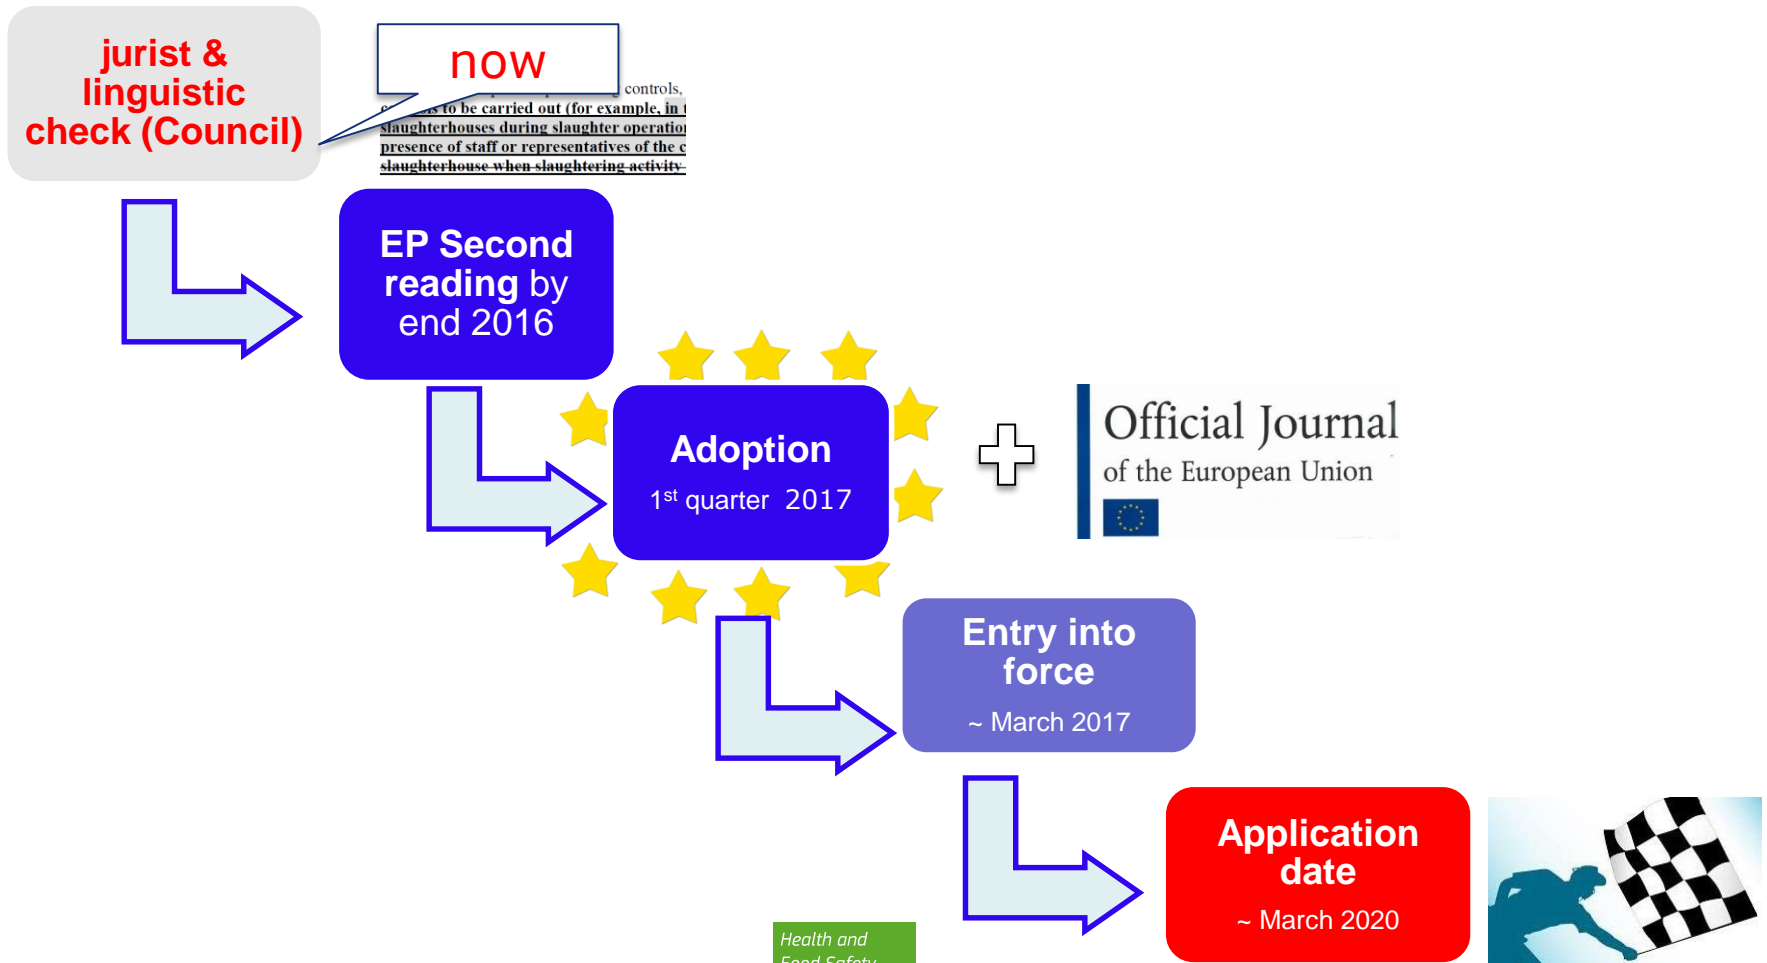 jurist &
linguistic
check (Council)
now
controls,
to be carried out (for example, in t
slaughterhouses during slaughter operation
presence of staff or representatives of the c
slaughterhouse when slaughtering activity
EP Second
reading by
end 2016
Adoption
1st quarter 2017
Official Journal
of the European Union
Entry into
force
~ March 2017
Application
date
~ March 2020
Health and
Food Safety